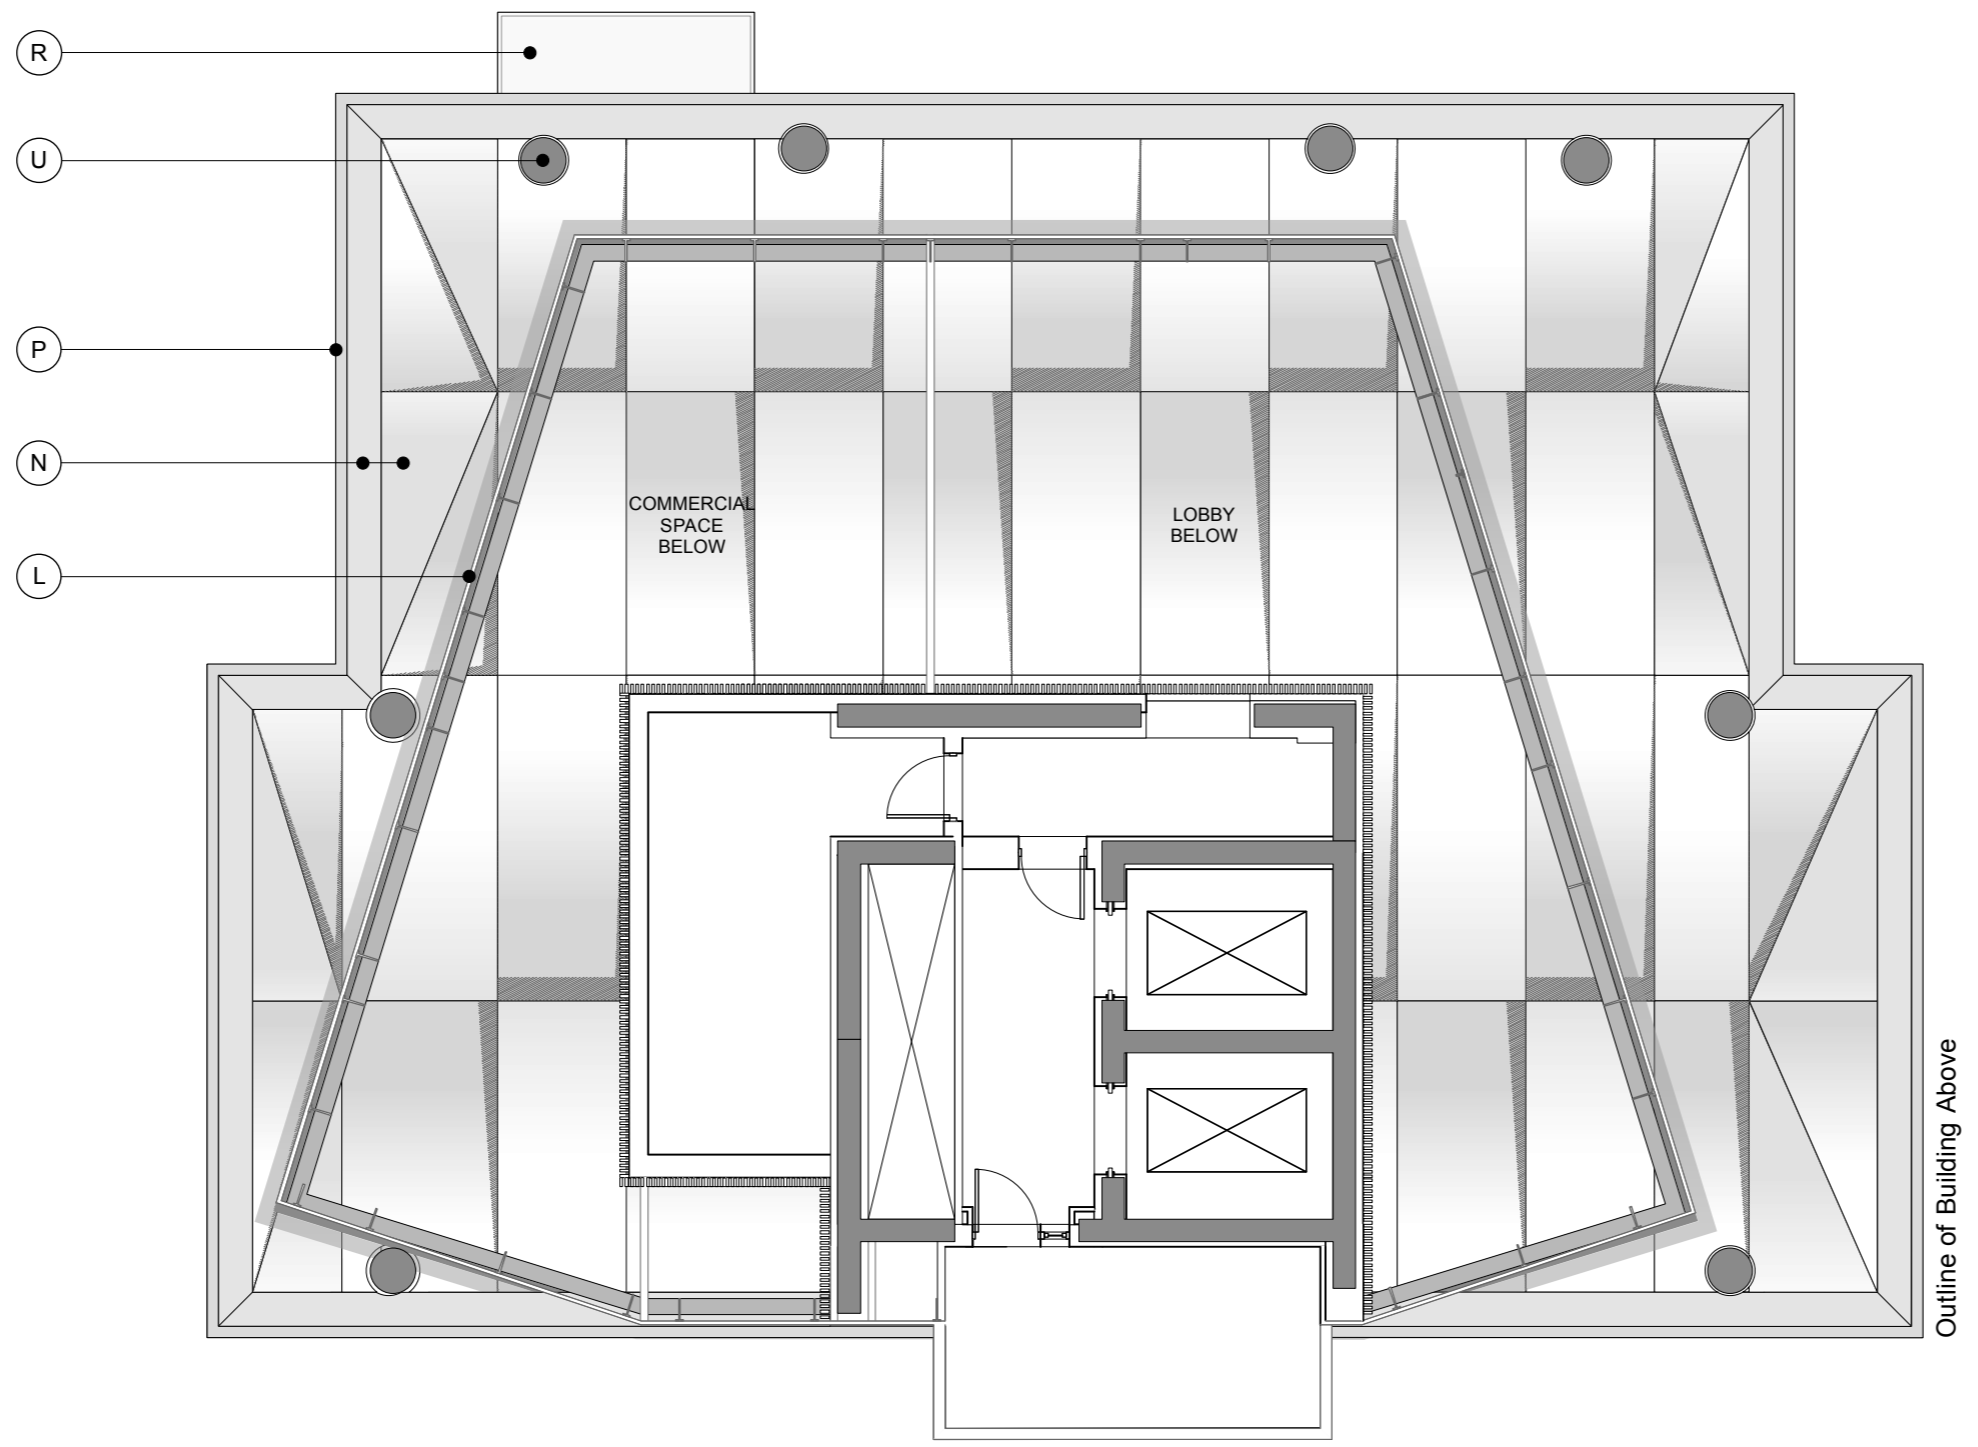 R
U
P
N
L
COMMERCIAL
SPACE
BELOW
LOBBY
BELOW
Outline of Building Above